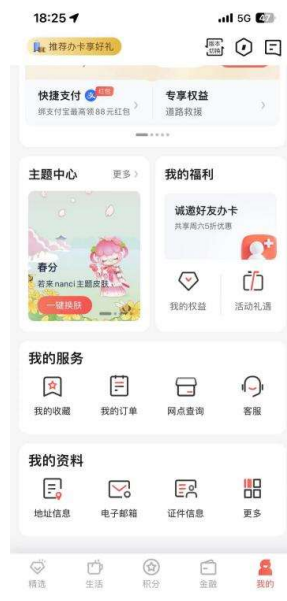 18:25
5G 47
推荐办卡享好礼
版本切换
快捷支付
绑支付宝最高领88元红包
专享权益
道路救援
主题中心
更多
我的福利
诚邀好友办卡
共享周六5折优惠
春分
若来nanci主题皮肤
一键换肤
我的权益
活动礼遇
我的服务
我的收藏
我的订单
网点查询
客服
我的资料
地址信息
电子邮箱
证件信息
更多
精选
生活
积分
金融
我的